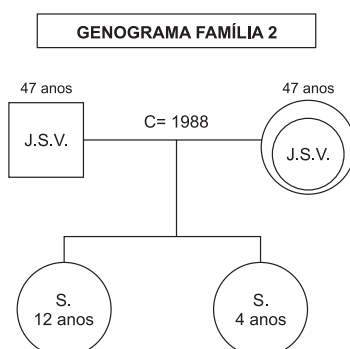 GENOGRAMA FAMÍLIA 2
47 anos
47 anos
C= 1988
J.S.V.
J.S.V.
S.
12 anos
S.
4 anos